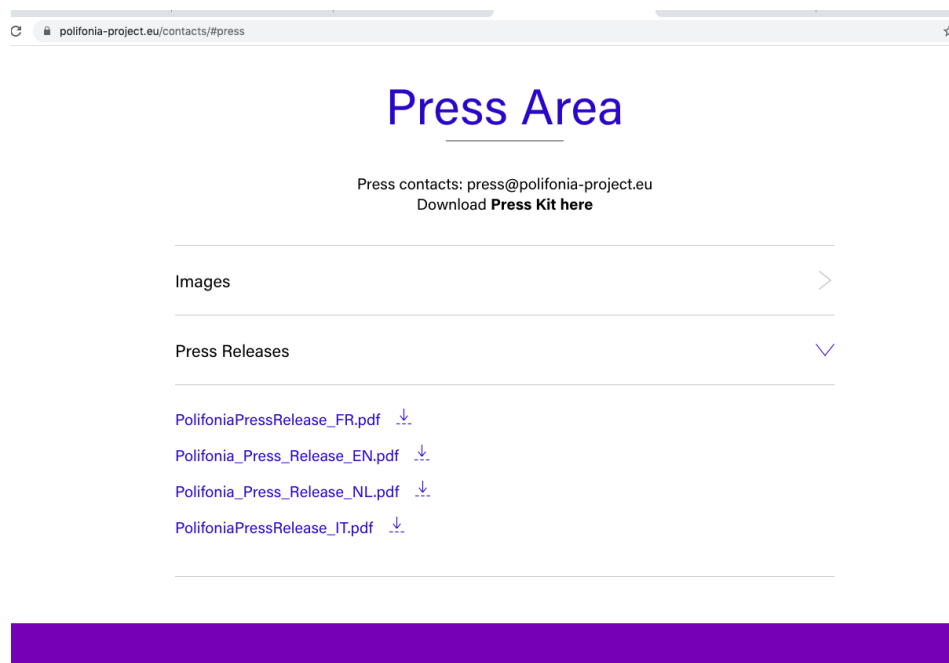 polifonia-project.eu/contacts/#press
Press Area
Press contacts: press@polifonia-project.eu
Download Press Kit here
Images
Press Releases
PolifoniaPressRelease_FR.pdf
Polifonia_Press_Release_EN.pdf
Polifonia_Press_Release_NL.pdf
PolifoniaPressRelease_IT.pdf